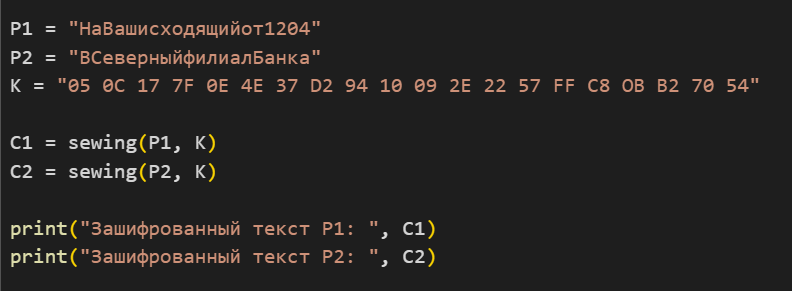 P1 = "НаВашисходящийот1204"
P2 = "ВСеверныйфилиалБанка"
K = "05 0C 17 7F 0E 4E 37 D2 94 10 09 2E 22 57 FF C8 OB B2 70 54"
C1 = sewing(P1, K)
C2 = sewing(P2, K)
print("Зашифрованный текст P1: ", C1)
print("Зашифрованный текст P2: ", C2)